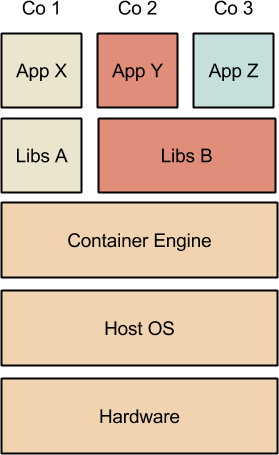 Co 1 Co 2 Co 3
App X App Y App Z
Libs A Libs B
Container Engine
Host OS
Hardware